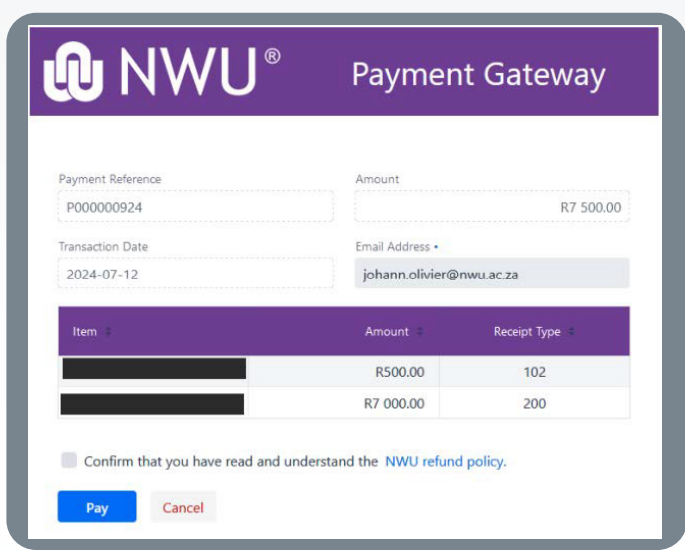 NWU® Payment Gateway
Payment Reference Amount
P000000924 R7 500.00
Transaction Date Email Address •
2024-07-12 johann.olivier@nwu.ac.za
Item Amount Receipt Type
R500.00 102
R7 000.00 200
Confirm that you have read and understand the NWU refund policy.
Pay Cancel